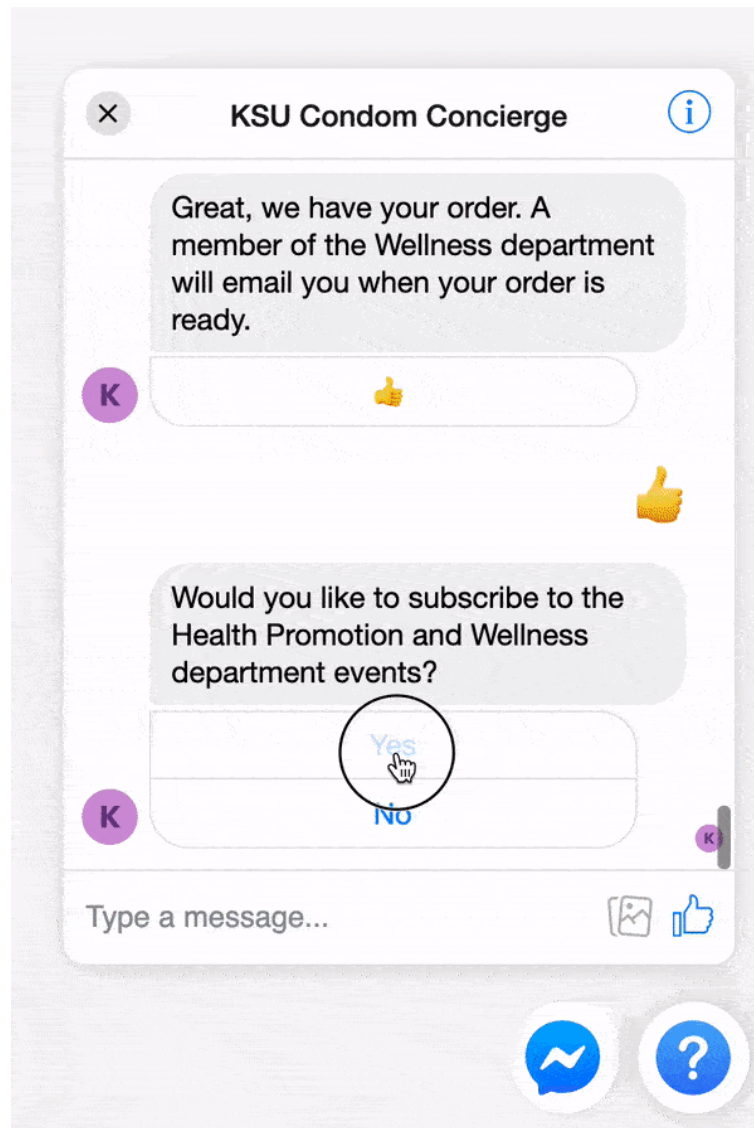 KSU Condom Concierge
Great, we have your order. A
member of the Wellness department
will email you when your order is
ready.
K
Would you like to subscribe to the
Health Promotion and Wellness
department events?
Yes
No
K
K
Type a message...